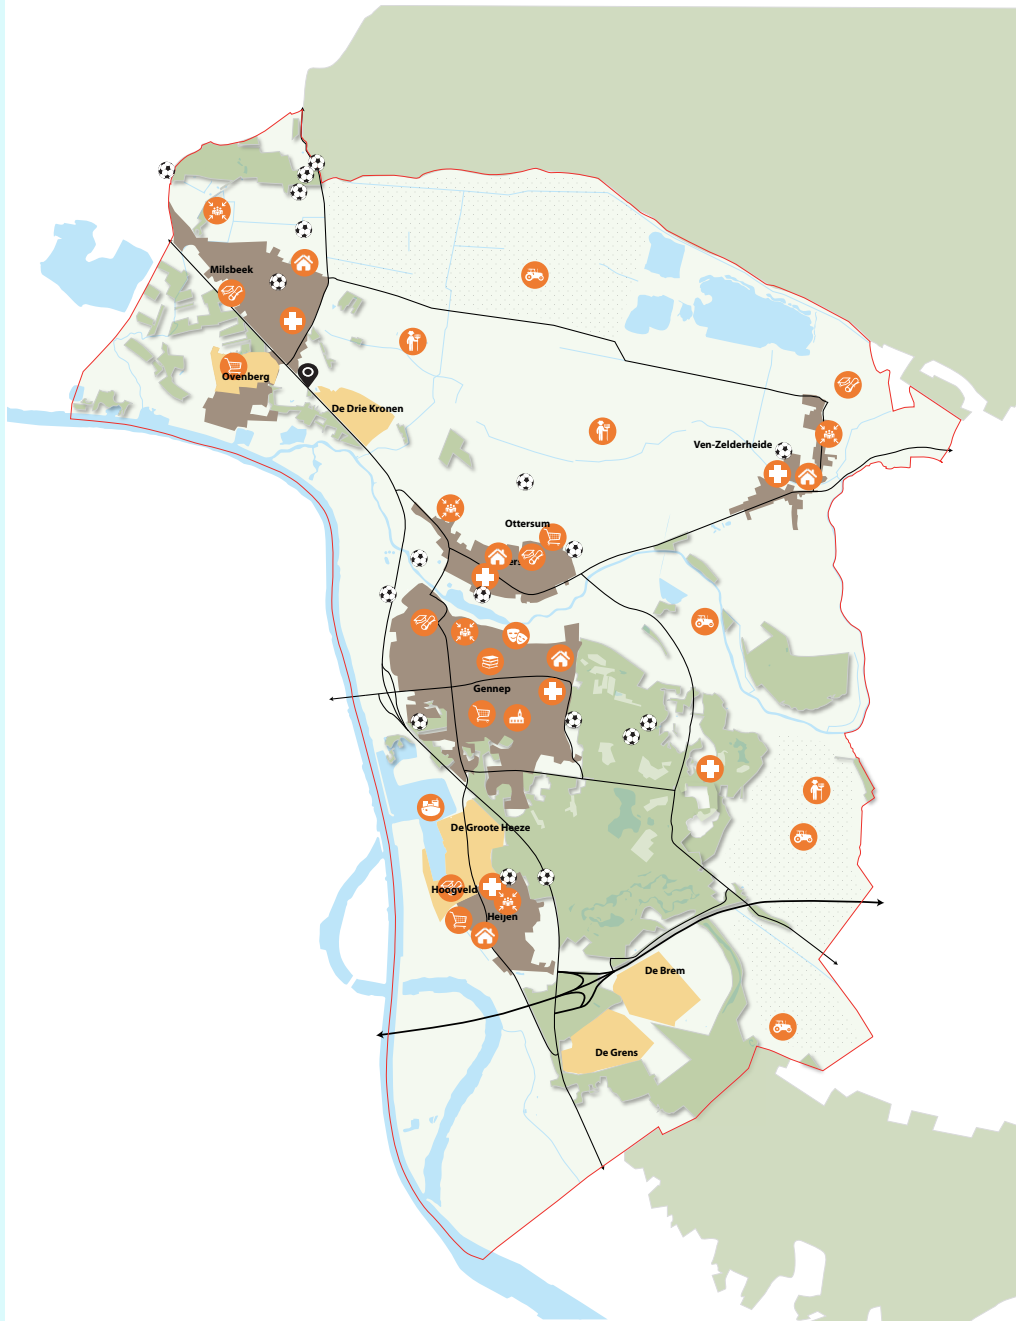 Milsbeek
Ovenberg
De Drie Kronen
Ven-Zelderheide
Ottersum
Gennep
De Groote Heeze
Hoogveld
Heijen
De Brem
De Grens